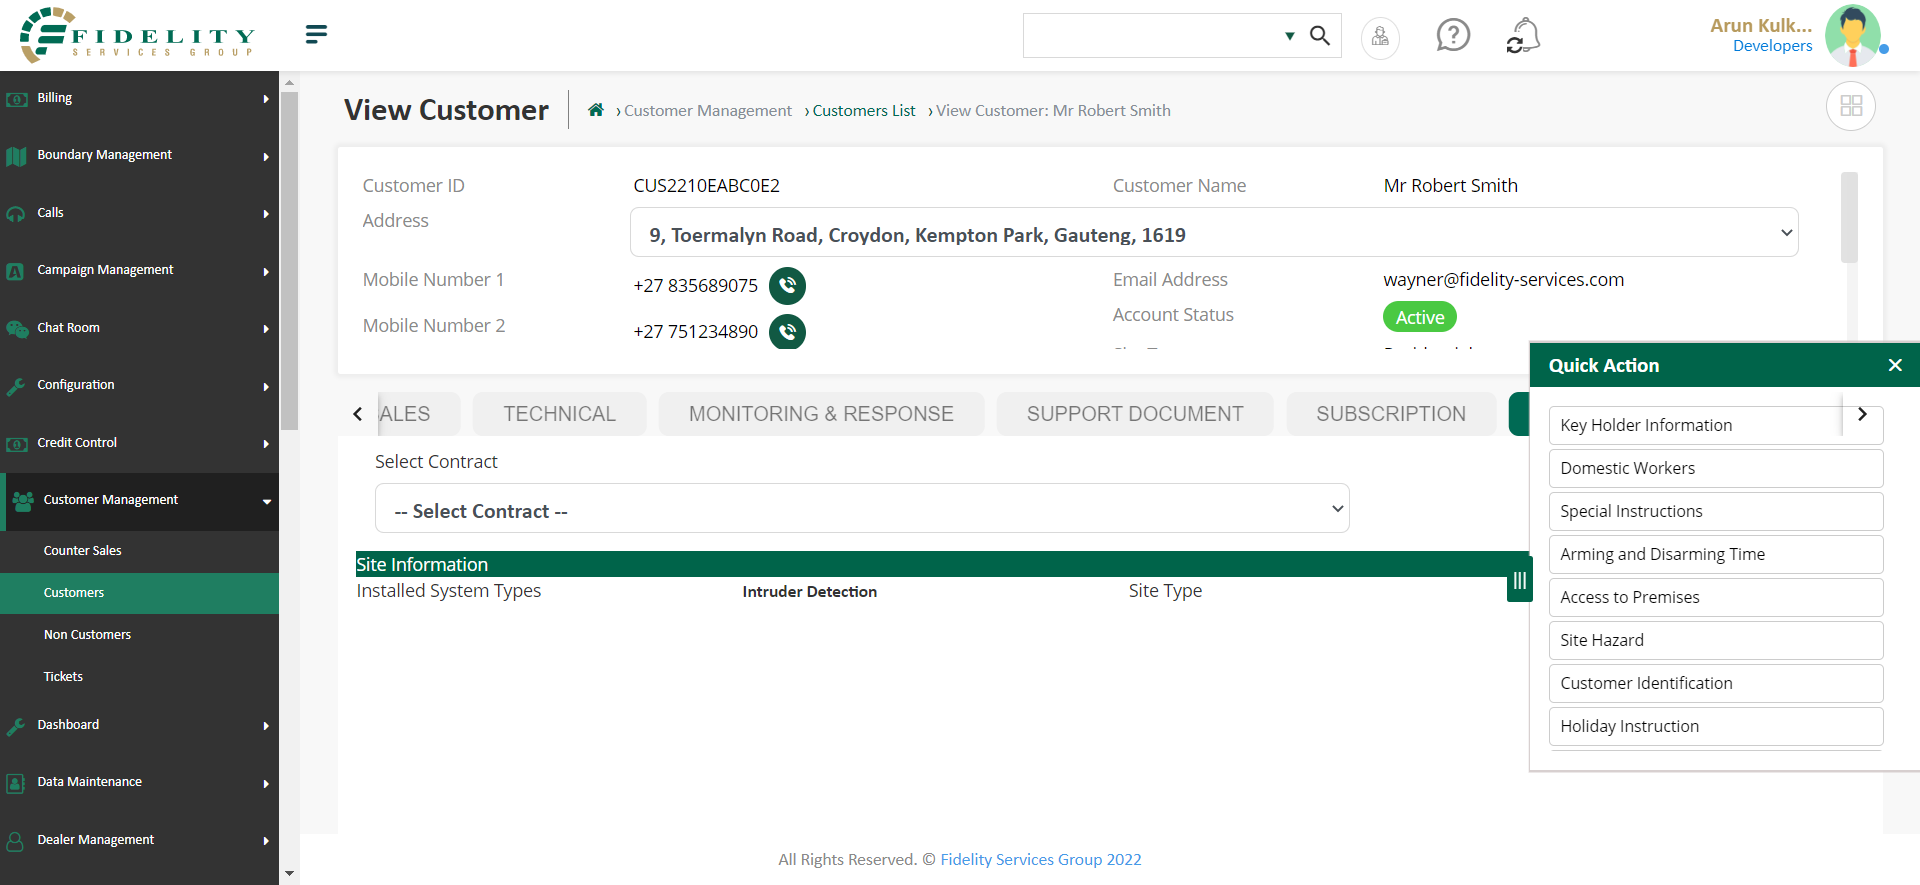 FIDELITY
SERVICES GROUP
Arun Kulk...
Developers
Billing
Boundary Management
Calls
Campaign Management
Chat Room
Configuration
Credit Control
Customer Management
Counter Sales
Customers
Non Customers
Tickets
Dashboard
Data Maintenance
Dealer Management
View Customer
› Customer Management › Customers List › View Customer: Mr Robert Smith
Customer ID CUS2210EABC0E2 Customer Name Mr Robert Smith
Address 9, Toermalyn Road, Croydon, Kempton Park, Gauteng, 1619
Mobile Number 1 +27 835689075 Email Address wayner@fidelity-services.com
Account Status Active
Mobile Number 2 +27 751234890
ALES TECHNICAL MONITORING & RESPONSE SUPPORT DOCUMENT SUBSCRIPTION
Select Contract
-- Select Contract --
Site Information
Installed System Types Intruder Detection Site Type
Quick Action
Key Holder Information
Domestic Workers
Special Instructions
Arming and Disarming Time
Access to Premises
Site Hazard
Customer Identification
Holiday Instruction
All Rights Reserved. © Fidelity Services Group 2022